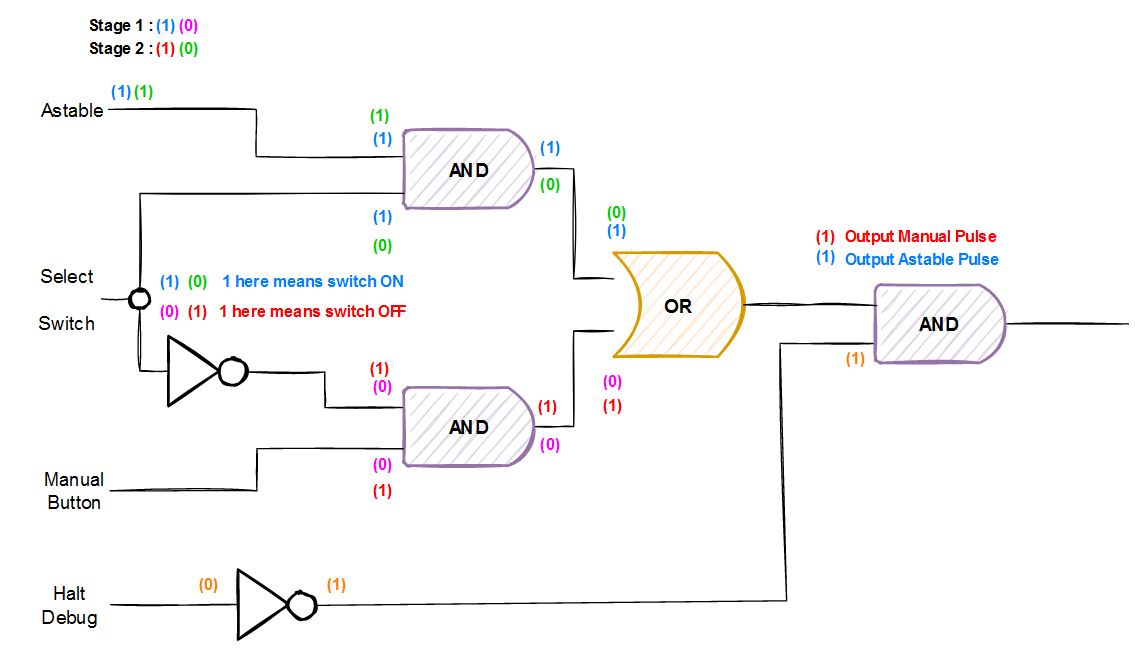 Stage 1 : (1) (0)
Stage 2 : (1) (0)
(1) (1)
Astable
(1)
(1)
AND
(1)
(0)
(1)
(0)
(0)
(1)
(1) Output Manual Pulse
(1) Output Astable Pulse
Select
Switch
(1) (0) 1 here means switch ON
(0) (1) 1 here means switch OFF
OR
AND
(1)
(1)
(0)
AND
(1)
(0)
(0)
(1)
(0)
(1)
Manual
Button
Halt
Debug
(0)
(1)